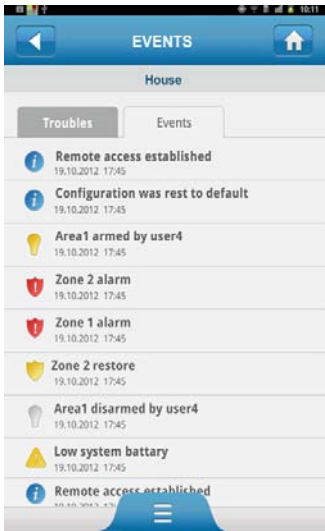 10:11
EVENTS
House
Troubles
Events
Remote access established
19.10.2012 17:45
Configuration was rest to default
19.10.2012 17:45
Area1 armed by user4
19.10.2012 17:45
Zone 2 alarm
19.10.2012 17:45
Zone 1 alarm
19.10.2012 17:45
Zone 2 restore
19.10.2012 17:45
Area1 disarmed by user4
19.10.2012 17:45
Low system battary
19.10.2012 17:45
Remote access established